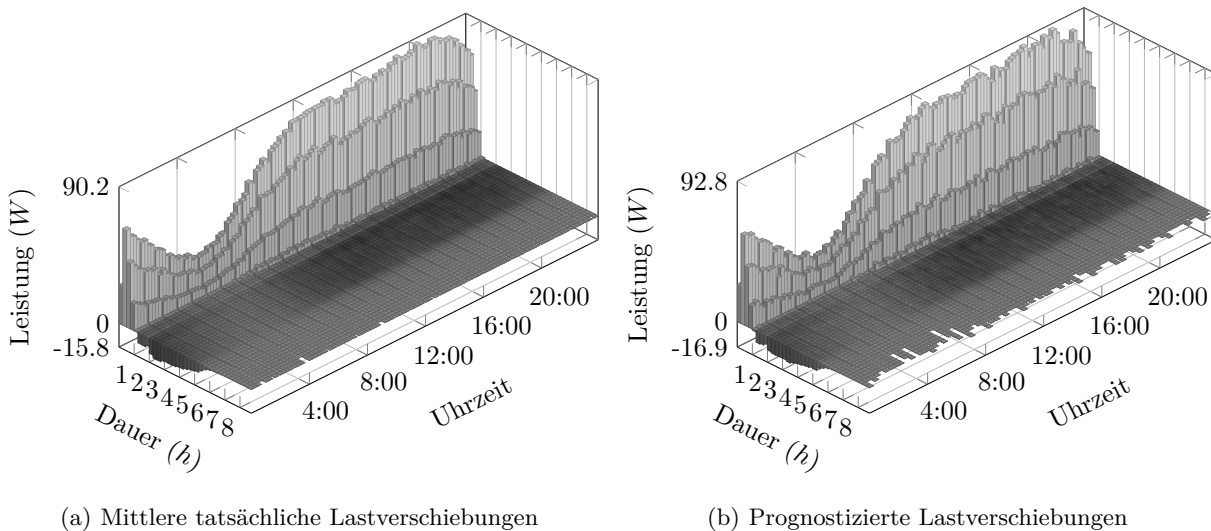 90.2
0
-15.8
Leistung (W)
1 2 3 4 5 6 7 8
Dauer (h)
4:00
8:00
12:00
16:00
20:00
Uhrzeit
(a) Mittlere tatsächliche Lastverschiebungen
92.8
0
-16.9
Leistung (W)
1 2 3 4 5 6 7 8
Dauer (h)
4:00
8:00
12:00
16:00
20:00
Uhrzeit
(b) Prognostizierte Lastverschiebungen